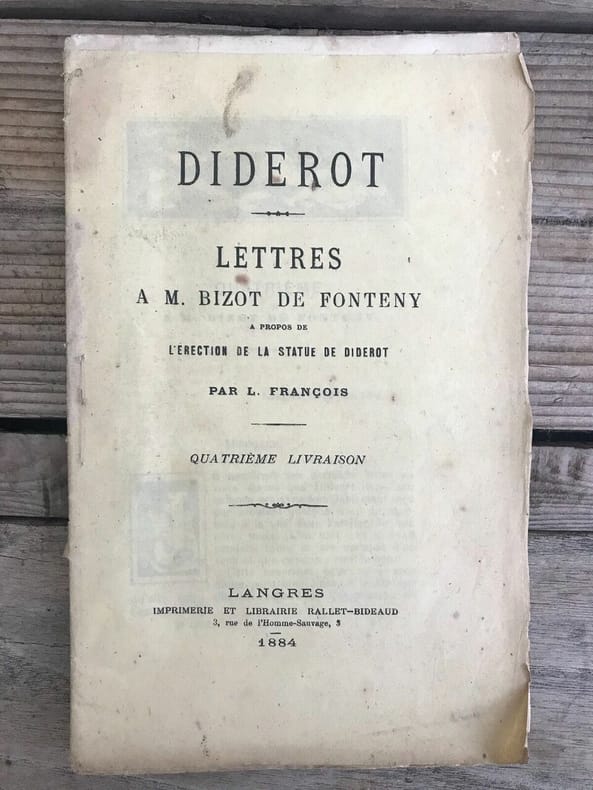 DIDEROT
LETTRES
A M. BIZOT DE FONTENY
A PROPOS DE
L'ÉRECTION DE LA STATUE DE DIDEROT
PAR L. FRANÇOIS
QUATRIÈME LIVRAISON
LANGRES
IMPRIMERIE ET LIBRAIRIE RALLET–BIDEAUD
3, rue de l'Homme-Sauvage, 3
1884